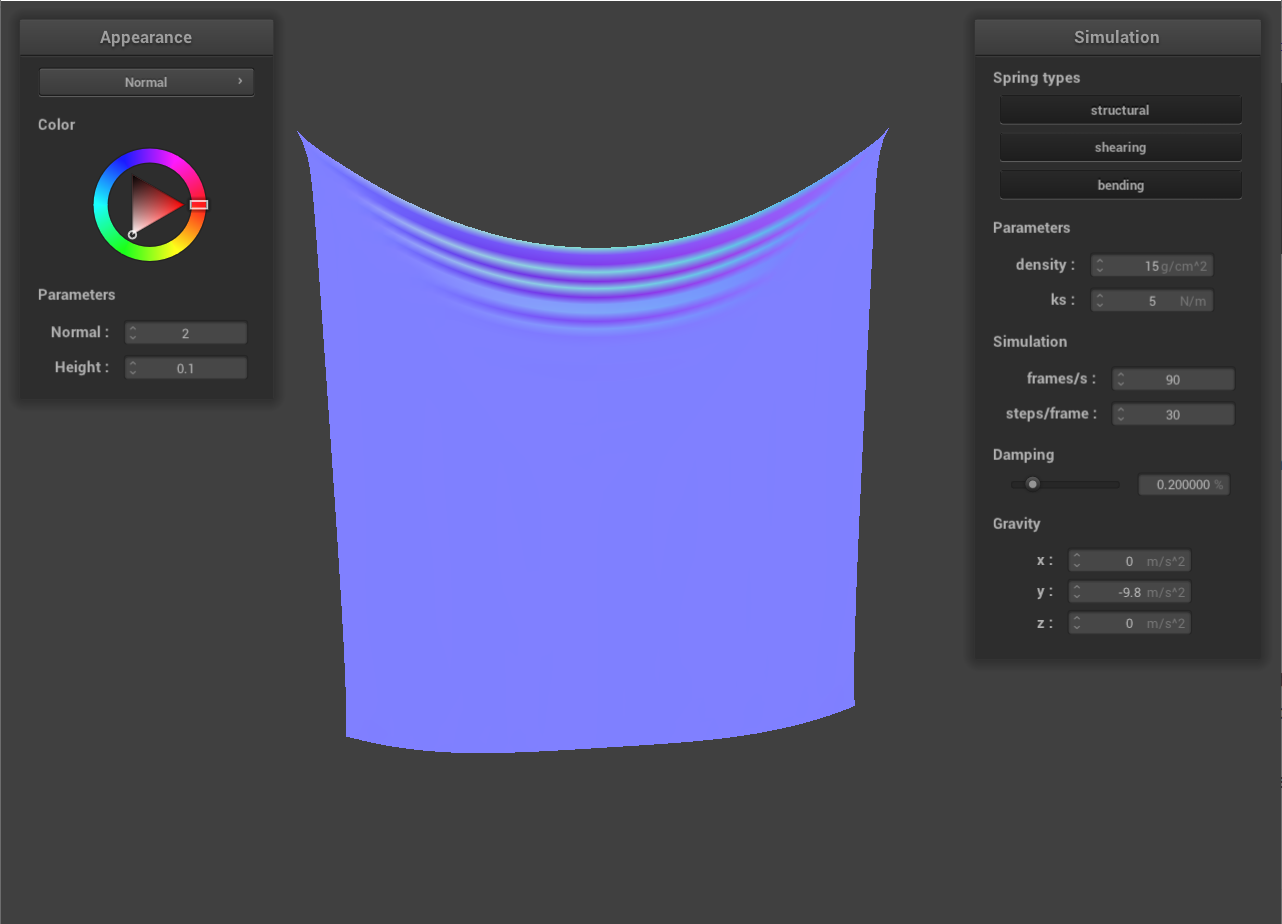 Appearance
Normal
Color
Parameters
Normal : 2
Height : 0.1
Simulation
Spring types
structural
shearing
bending
Parameters
density : 15 g/cm^2
ks : 5 N/m
Simulation
frames/s : 90
steps/frame : 30
Damping
0.200000 %
Gravity
x : 0 m/s^2
y : -9.8 m/s^2
z : 0 m/s^2